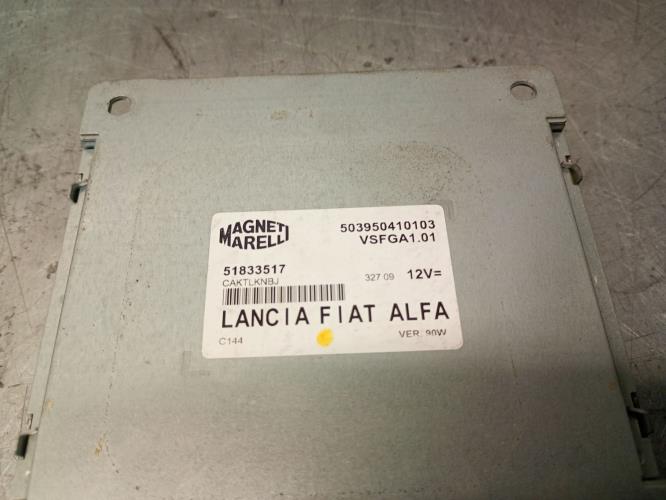 MAGNETI MARELLI
503950410103
VSFGA1.01
51833517
CAKTLKNBJ
327 09 12V=
LANCIA FIAT ALFA
C144 VER. 90W